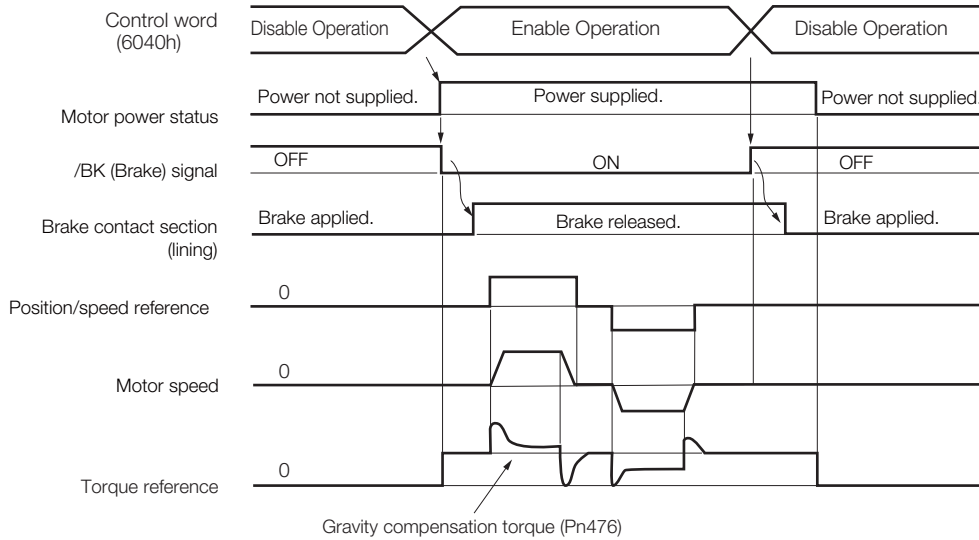 Control word
(6040h)
Disable Operation
Enable Operation
Disable Operation
Motor power status
Power not supplied.
Power supplied.
Power not supplied.
/BK (Brake) signal
OFF
ON
OFF
Brake contact section
(lining)
Brake applied.
Brake released.
Brake applied.
Position/speed reference
0
Motor speed
0
Torque reference
0
Gravity compensation torque (Pn476)